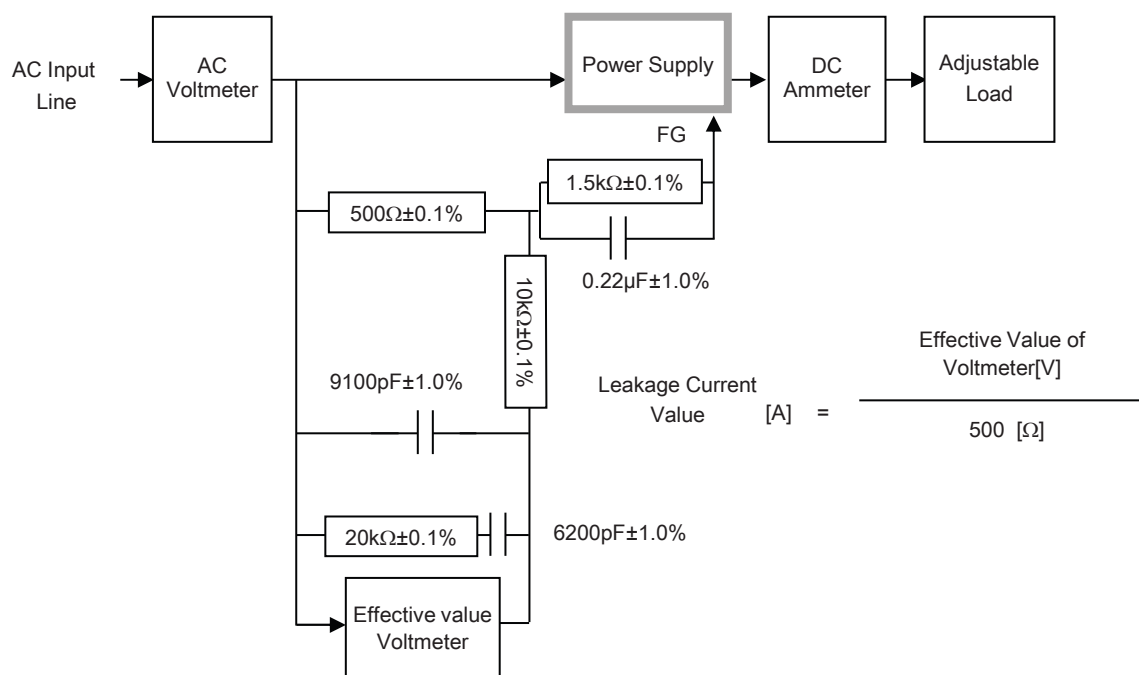 AC Input
Line
AC
Voltmeter
Power Supply
DC
Ammeter
Adjustable
Load
FG
1.5kΩ±0.1%
500Ω±0.1%
0.22µF±1.0%
10kΩ±0.1%
9100pF±1.0%
Leakage Current
Value
[A]
=
Effective Value of
Voltmeter[V]
500 [Ω]
20kΩ±0.1%
6200pF±1.0%
Effective value
Voltmeter